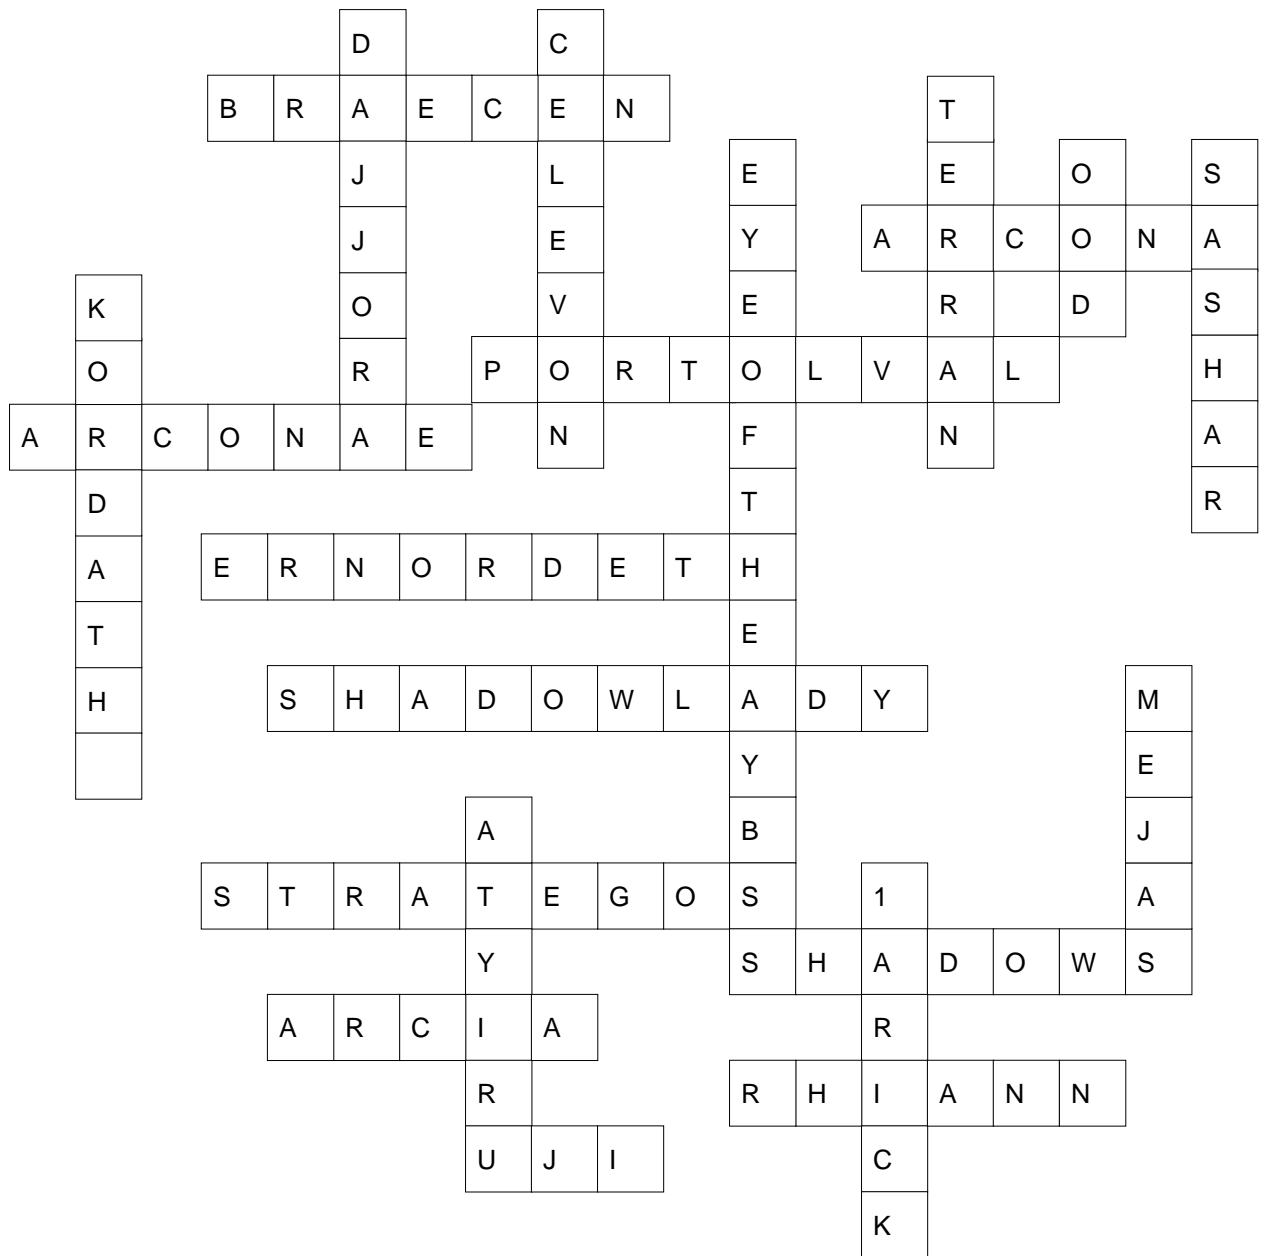 D C
B R A E C E N T
J L E E O S
J E Y A R C O N A
K O V E R D S
O R P O R T O L V A L H
A R C O N A E N F N A
D T R
A E R N O R D E T H
T E
H S H A D O W L A D Y M
Y E
A B J
S T R A T E G O S 1 A
Y S H A D O W S
A R C I A R
R R H I A N N
U J I C
K